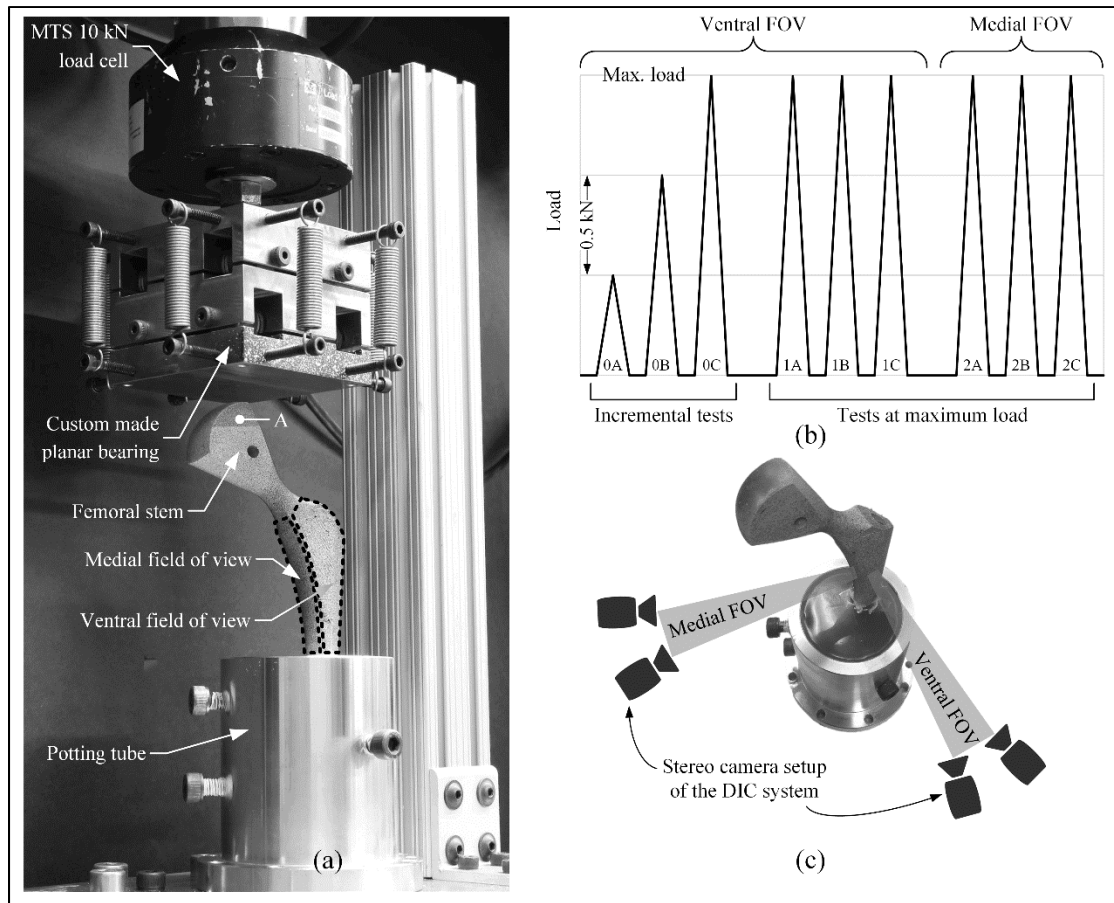 MTS 10 kN
load cell
Custom made
planar bearing
A
Femoral stem
Medial field of view
Ventral field of view
Potting tube
(a)
Ventral FOV
Medial FOV
Max. load
Load
0.5 kN
0A
0B
0C
1A
1B
1C
2A
2B
2C
Incremental tests
Tests at maximum load
(b)
Medial FOV
Ventral FOV
Stereo camera setup
of the DIC system
(c)